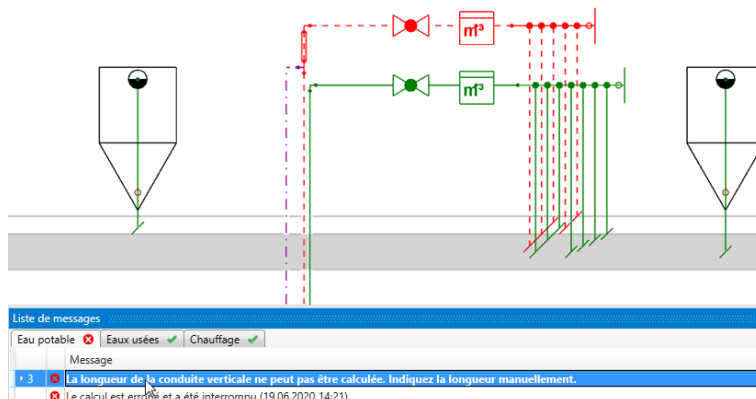 m³
m³
Liste de messages
Eau potable Eaux usées Chauffage
Message
3 La longueur de la conduite verticale ne peut pas être calculée. Indiquez la longueur manuellement.
Le calcul est erroné et a été interrompu (19.06.2020 14:21).